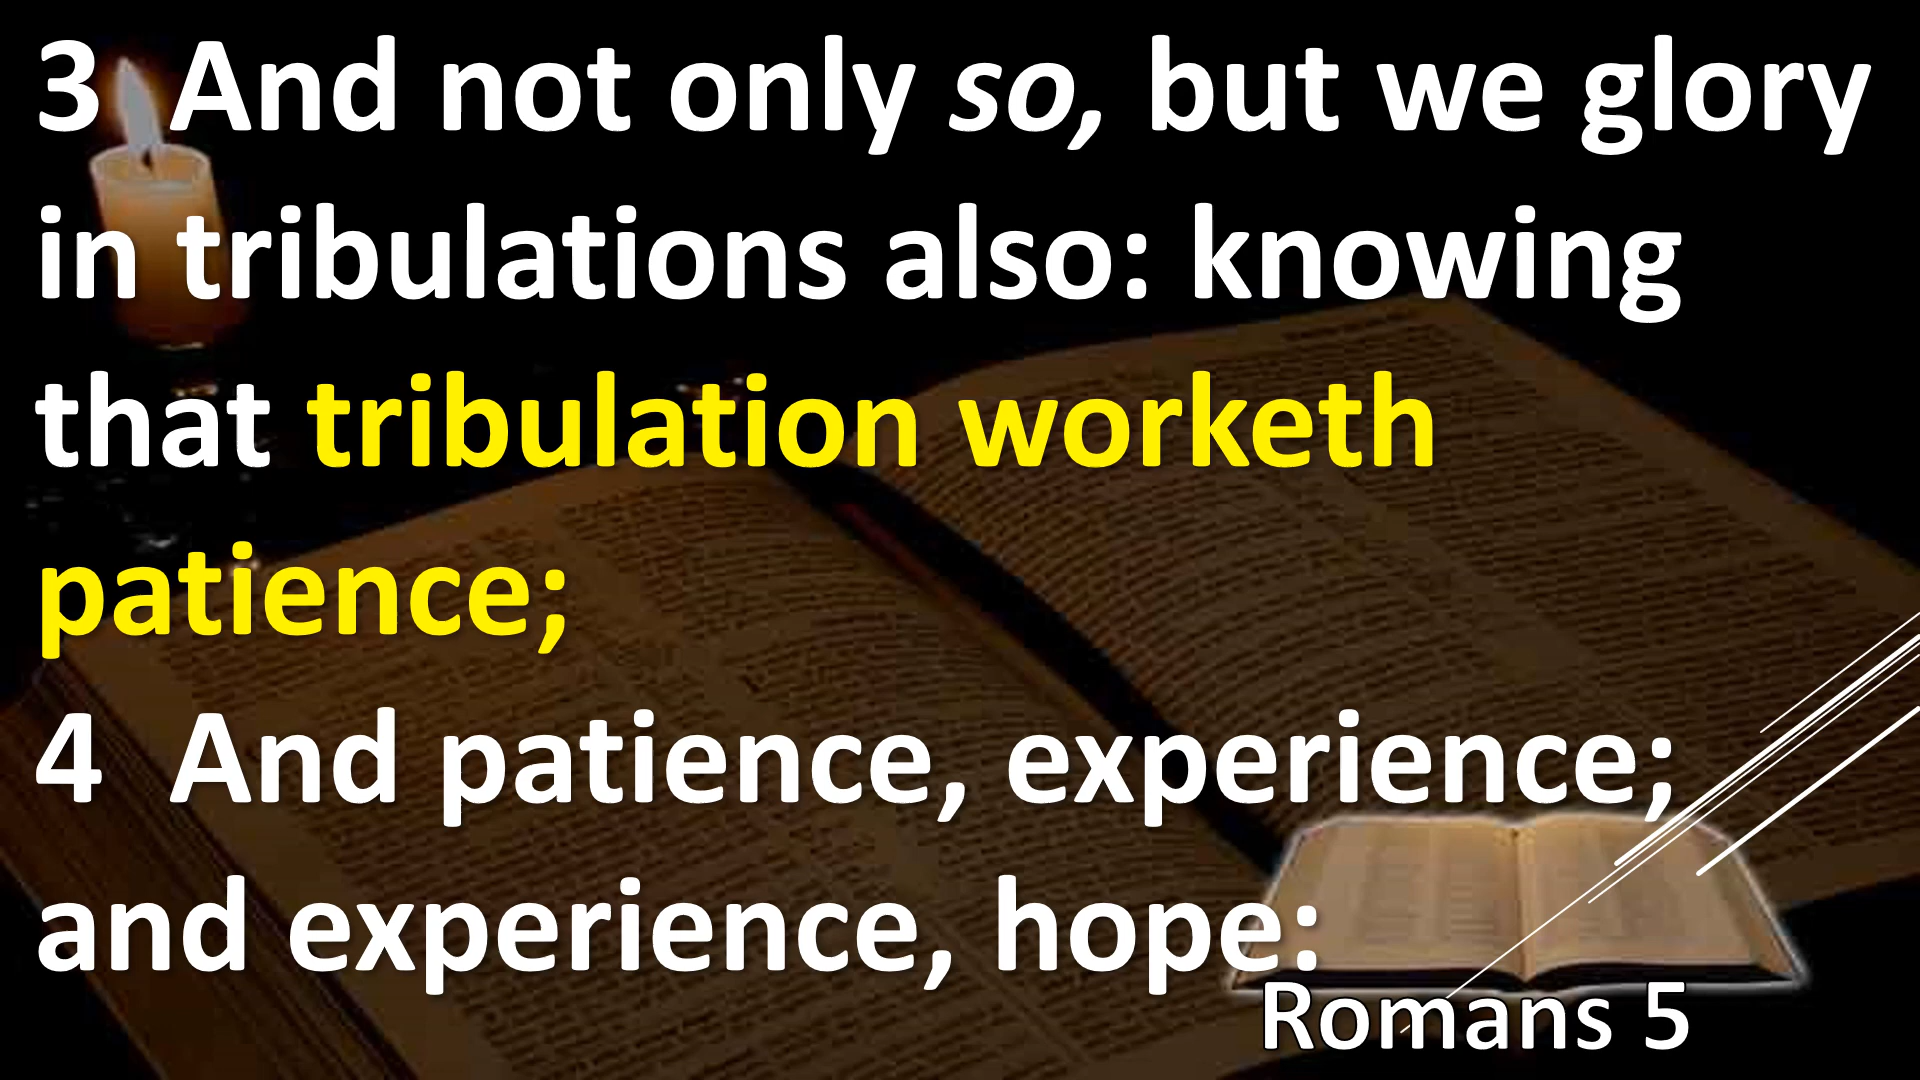 3  And not only so, but we glory
in tribulations also: knowing
that tribulation worketh
patience;
4  And patience, experience;
and experience, hope:
Romans 5